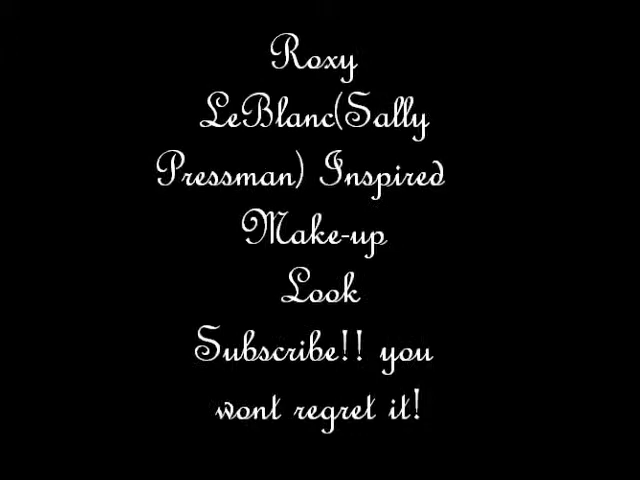 Roxy
LeBlanc(Sally
Pressman) Inspired
Make-up
Look
Subscribe!! you
wont regret it!